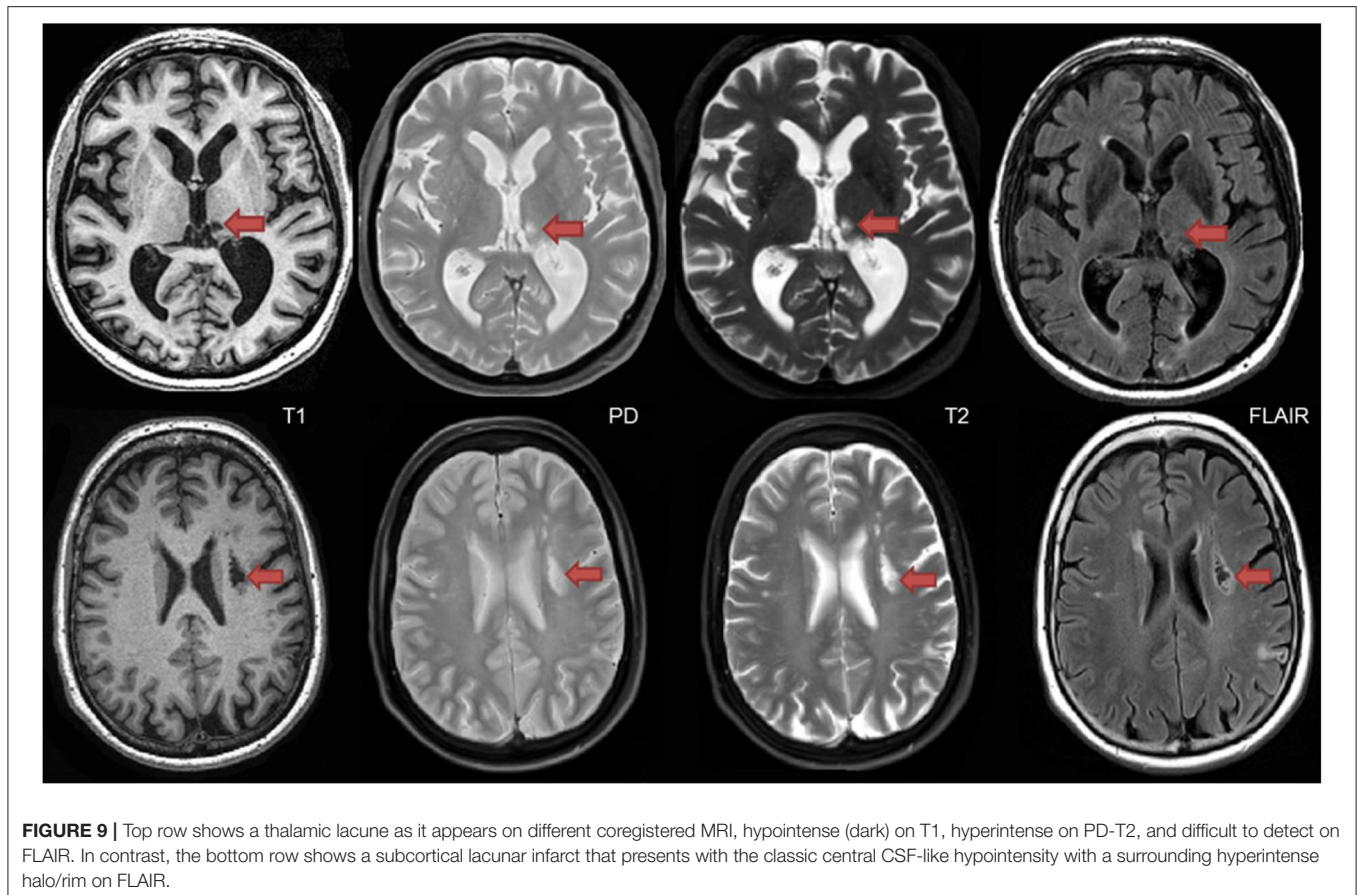 T1 PD T2 FLAIR
FIGURE 9 | Top row shows a thalamic lacune as it appears on different coregistered MRI, hypointense (dark) on T1, hyperintense on PD-T2, and difficult to detect on
FLAIR. In contrast, the bottom row shows a subcortical lacunar infarct that presents with the classic central CSF-like hypointensity with a surrounding hyperintense
halo/rim on FLAIR.